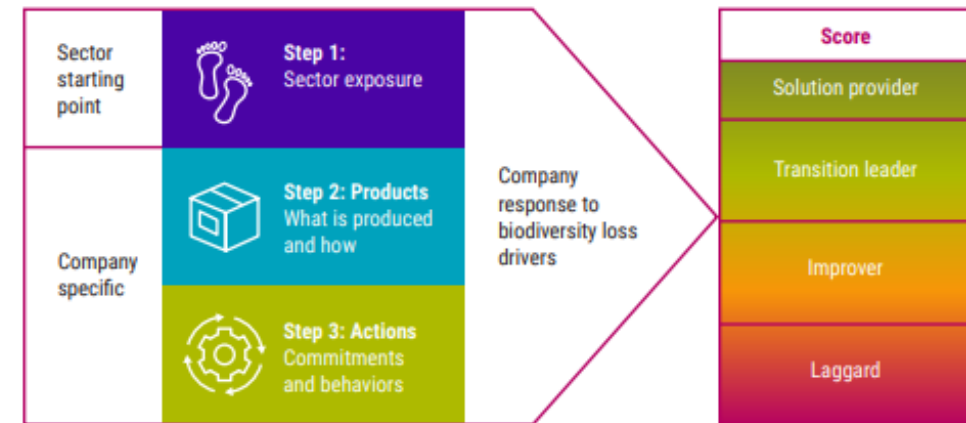 Sector
starting
point
Step 1:
Sector exposure
Company
specific
Step 2: Products
What is produced
and how
Step 3: Actions
Commitments
and behaviors
Company
response to
biodiversity loss
drivers
Score
Solution provider
Transition leader
Improver
Laggard